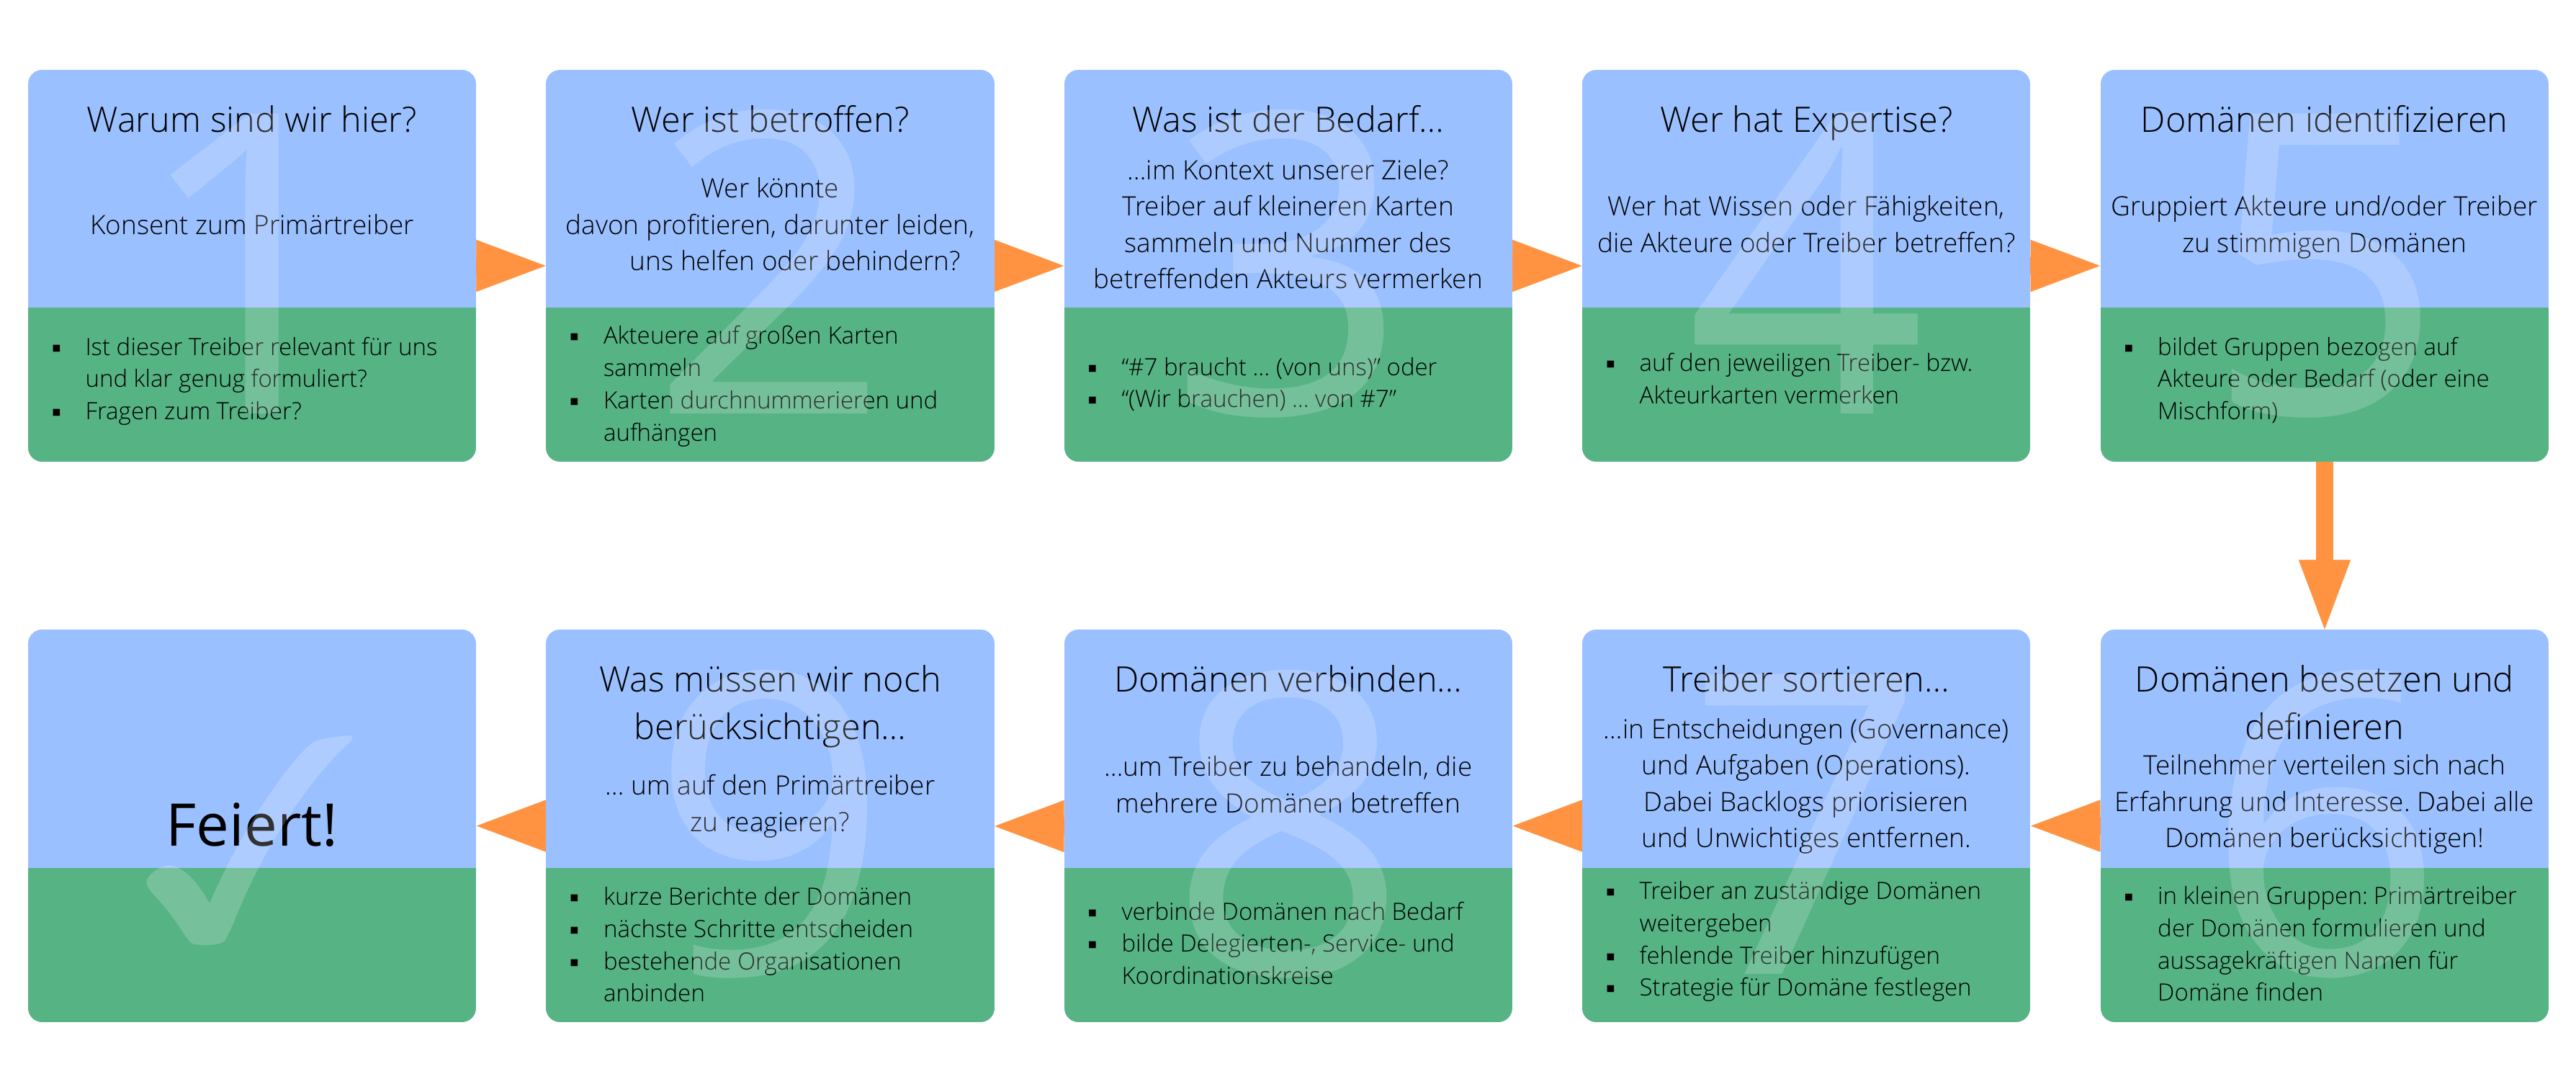 1
Warum sind wir hier?
Konsent zum Primärtreiber
▪ Ist dieser Treiber relevant für uns
und klar genug formuliert?
▪ Fragen zum Treiber?
2
Wer ist betroffen?
Wer könnte
davon profitieren, darunter leiden,
uns helfen oder behindern?
▪ Akteuere auf großen Karten
sammeln
▪ Karten durchnummerieren und
aufhängen
3
Was ist der Bedarf...
...im Kontext unserer Ziele?
Treiber auf kleineren Karten
sammeln und Nummer des
betreffenden Akteurs vermerken
▪ “#7 braucht ... (von uns)” oder
▪ “(Wir brauchen) ... von #7”
4
Wer hat Expertise?
Wer hat Wissen oder Fähigkeiten,
die Akteure oder Treiber betreffen?
▪ auf den jeweiligen Treiber- bzw.
Akteurkarten vermerken
5
Domänen identifizieren
Gruppiert Akteure und/oder Treiber
zu stimmigen Domänen
▪ bildet Gruppen bezogen auf
Akteure oder Bedarf (oder eine
Mischform)
6
Domänen besetzen und
definieren
Teilnehmer verteilen sich nach
Erfahrung und Interesse. Dabei alle
Domänen berücksichtigen!
▪ in kleinen Gruppen: Primärtreiber
der Domänen formulieren und
aussagekräftigen Namen für
Domäne finden
7
Treiber sortieren...
...in Entscheidungen (Governance)
und Aufgaben (Operations).
Dabei Backlogs priorisieren
und Unwichtiges entfernen.
▪ Treiber an zuständige Domänen
weitergeben
▪ fehlende Treiber hinzufügen
▪ Strategie für Domäne festlegen
8
Domänen verbinden...
...um Treiber zu behandeln, die
mehrere Domänen betreffen
▪ verbinde Domänen nach Bedarf
▪ bilde Delegierten-, Service- und
Koordinationskreise
9
Was müssen wir noch
berücksichtigen...
... um auf den Primärtreiber
zu reagieren?
▪ kurze Berichte der Domänen
▪ nächste Schritte entscheiden
▪ bestehende Organisationen
anbinden
✓
Feiert!